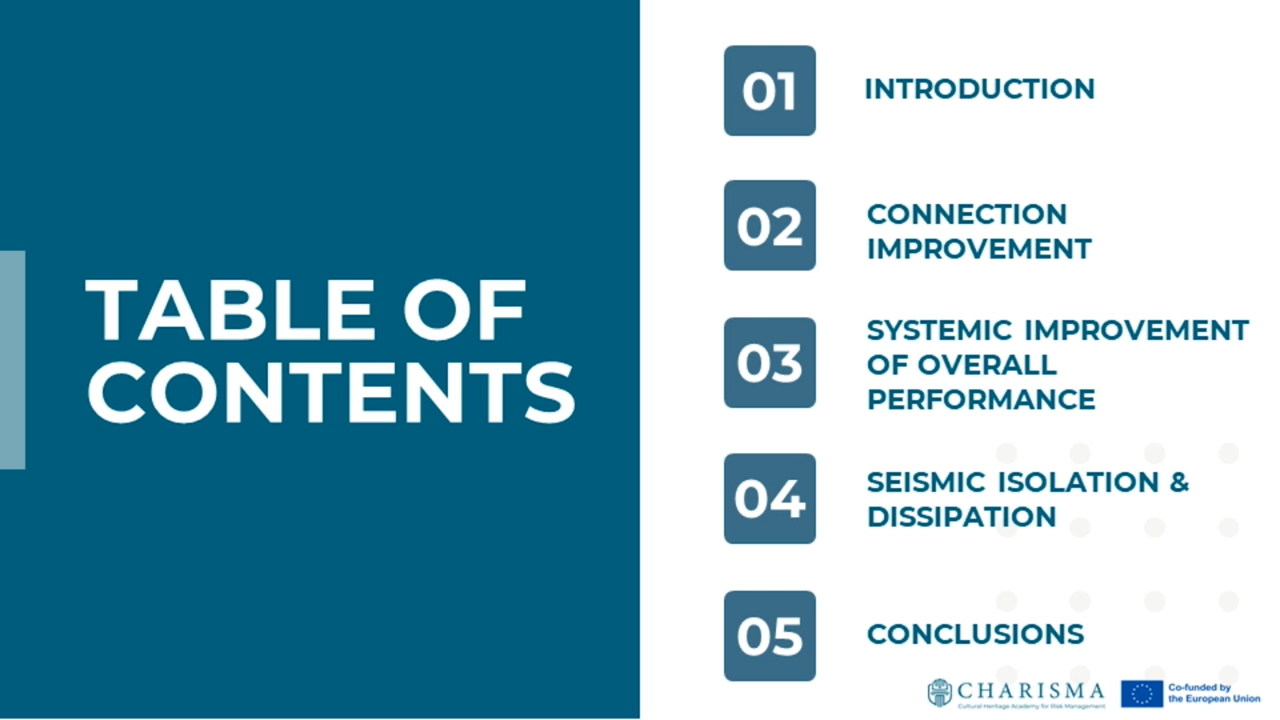 TABLE OF
CONTENTS
01
INTRODUCTION
02
CONNECTION
IMPROVEMENT
03
SYSTEMIC IMPROVEMENT
OF OVERALL
PERFORMANCE
04
SEISMIC ISOLATION &
DISSIPATION
05
CONCLUSIONS
CHARISMA
Cultural Heritage Academy for Risk Management
Co-funded by
the European Union